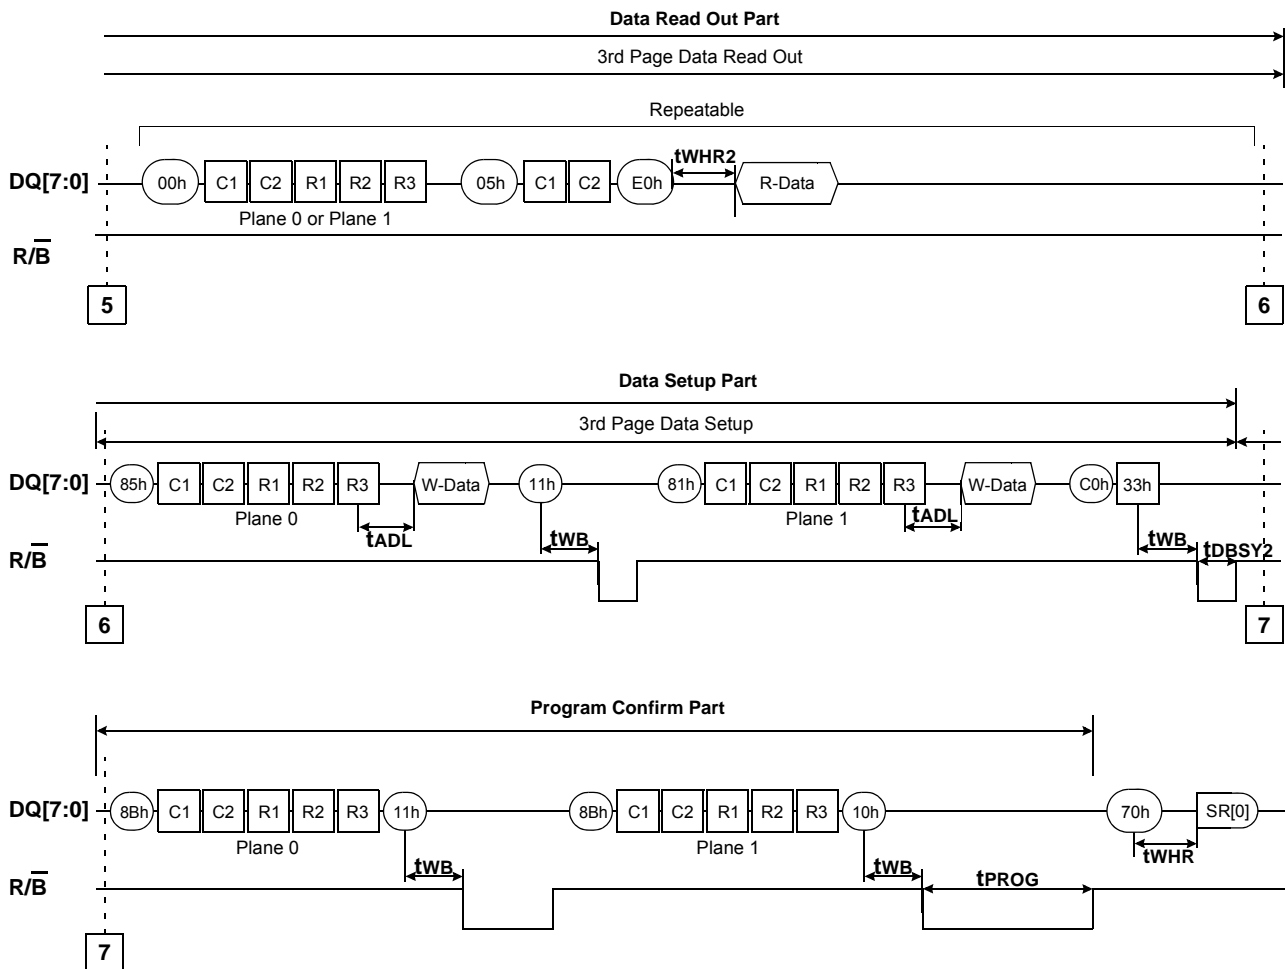 Data Read Out Part
3rd Page Data Read Out
Repeatable
DQ[7:0] 00h C1 C2 R1 R2 R3 05h C1 C2 E0h tWHR2 R-Data
Plane 0 or Plane 1
R/B
5 6
Data Setup Part
3rd Page Data Setup
DQ[7:0] 85h C1 C2 R1 R2 R3 W-Data 11h 81h C1 C2 R1 R2 R3 W-Data C0h 33h
Plane 0 tADL tWB Plane 1 tADL tWB tDBSY2
R/B
6 7
Program Confirm Part
DQ[7:0] 8Bh C1 C2 R1 R2 R3 11h 8Bh C1 C2 R1 R2 R3 10h 70h SR[0]
Plane 0 tWB Plane 1 tWB tPROG tWHR
R/B
7